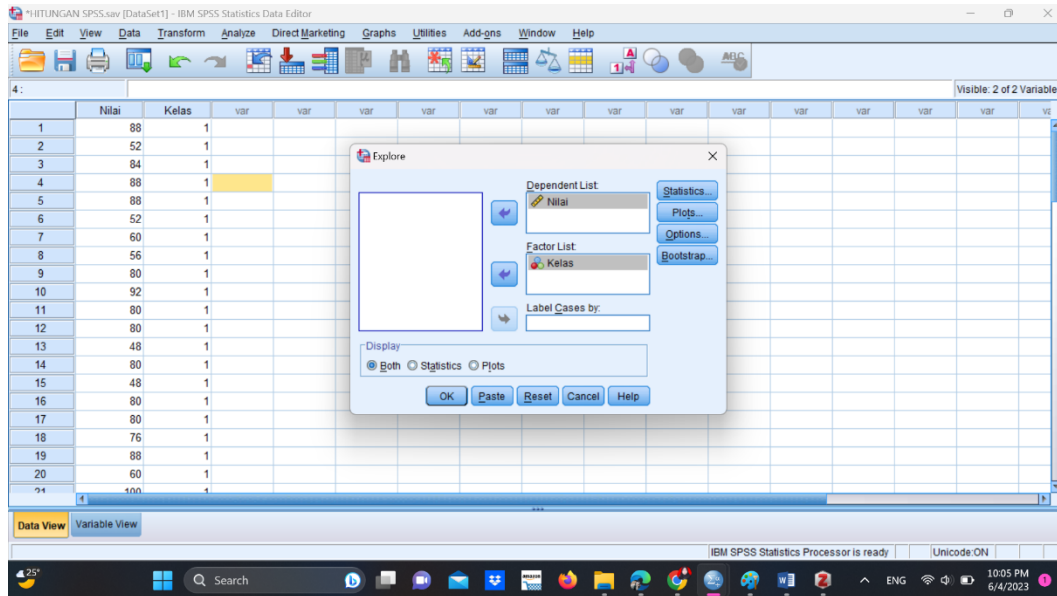 *HITUNGAN SPSS.sav [DataSet1] - IBM SPSS Statistics Data Editor
File Edit View Data Transform Analyze Direct Marketing Graphs Utilities Add-ons Window Help
4 :
Visible: 2 of 2 Variable
Nilai Kelas var var var var var var var var var var var var var va
1 88 1
2 52 1
3 84 1
4 88 1
5 88 1
6 52 1
7 60 1
8 56 1
9 80 1
10 92 1
11 80 1
12 80 1
13 48 1
14 80 1
15 48 1
16 80 1
17 80 1
18 76 1
19 88 1
20 60 1
21 100 1
Explore
Dependent List:
Nilai
Factor List:
Kelas
Label Cases by:
Statistics...
Plots...
Options...
Bootstrap...
Display
Both Statistics Plots
OK Paste Reset Cancel Help
Data View Variable View
IBM SPSS Statistics Processor is ready Unicode:ON
25° Search ENG 10:05 PM
6/4/2023 1